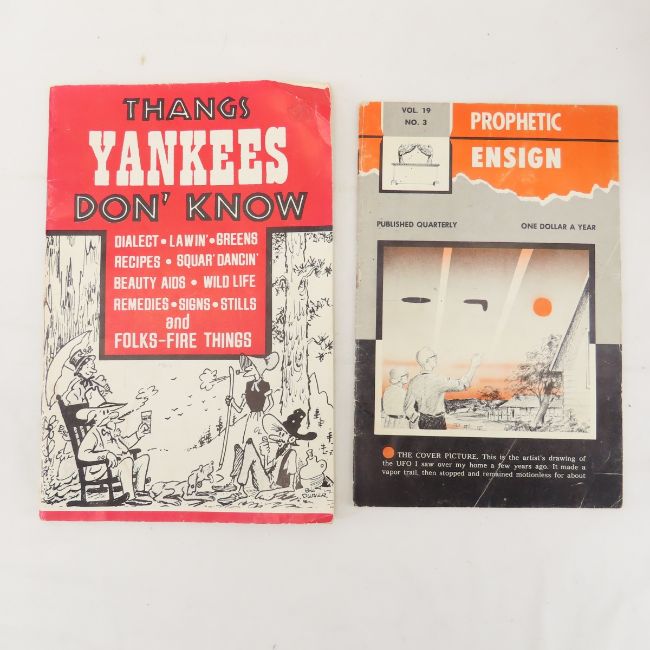 THANGS
YANKEES
DON' KNOW
DIALECT • LAWIN' • GREENS
RECIPES • SQUAR' DANCIN'
BEAUTY AIDS • WILD LIFE
REMEDIES • SIGNS • STILLS
and
FOLKS-FIRE THINGS
VOL. 19
NO. 3
PROPHETIC
ENSIGN
PUBLISHED QUARTERLY
ONE DOLLAR A YEAR
THE COVER PICTURE. This is the artist's drawing of
the UFO I saw over my home a few years ago. It made a
vapor trail, then stopped and remained motionless for about